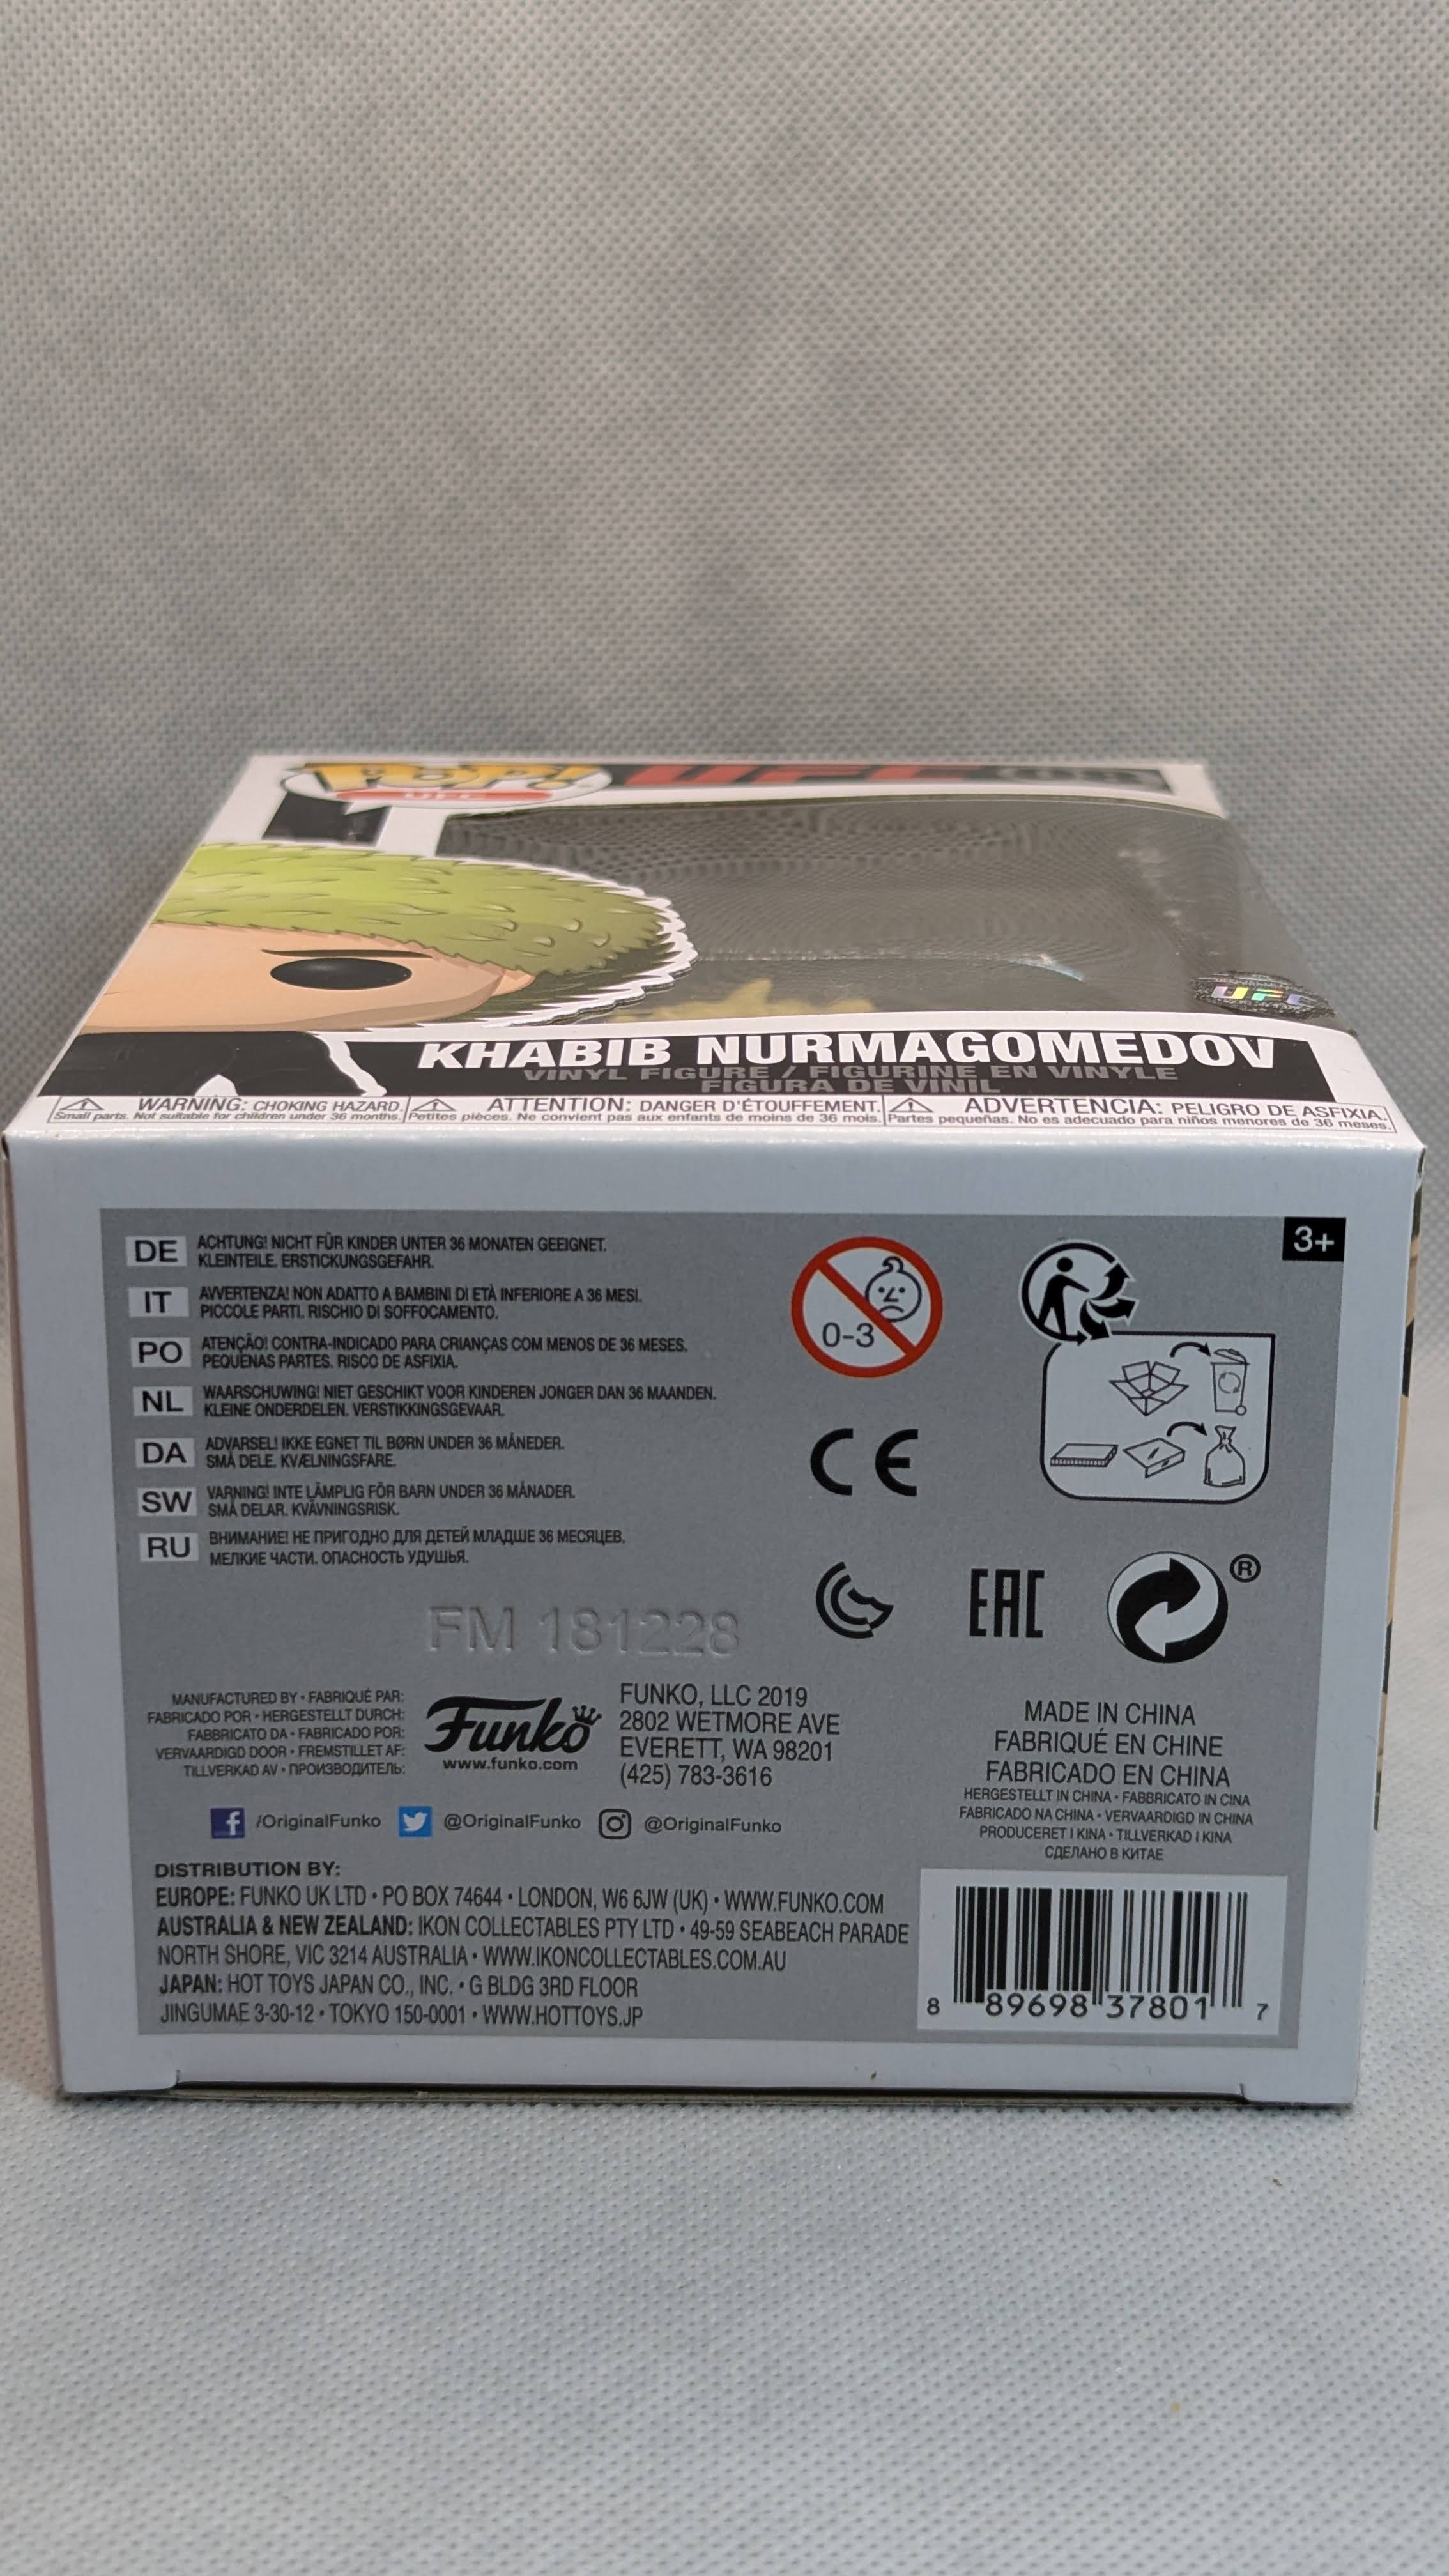 POP!
UFC
UFC
UFC
KHABIB NURMAGOMEDOV
VINYL FIGURE / FIGURINE EN VINYLE
FIGURA DE VINIL
WARNING: CHOKING HAZARD.
Small parts. Not suitable for children under 36 months.
ATTENTION: DANGER D'ÉTOUFFEMENT.
Petites pièces. Ne convient pas aux enfants de moins de 36 mois.
ADVERTENCIA: PELIGRO DE ASFIXIA.
Partes pequeñas. No es adecuado para niños menores de 36 meses.
3+
DE ACHTUNG! NICHT FÜR KINDER UNTER 36 MONATEN GEEIGNET.
KLEINTEILE. ERSTICKUNGSGEFAHR.
IT AVVERTENZA! NON ADATTO A BAMBINI DI ETÀ INFERIORE A 36 MESI.
PICCOLE PARTI. RISCHIO DI SOFFOCAMENTO.
PO ATENÇÃO! CONTRA-INDICADO PARA CRIANÇAS COM MENOS DE 36 MESES.
PEQUENAS PARTES. RISCO DE ASFIXIA.
NL WAARSCHUWING! NIET GESCHIKT VOOR KINDEREN JONGER DAN 36 MAANDEN.
KLEINE ONDERDELEN. VERSTIKKINGSGEVAAR.
DA ADVARSEL! IKKE EGNET TIL BØRN UNDER 36 MÅNEDER.
SMÅ DELE. KVÆLNINGSFARE.
SW VARNING! INTE LÄMPLIG FÖR BARN UNDER 36 MÅNADER.
SMÅ DELAR. KVÄVNINGSRISK.
RU ВНИМАНИЕ! НЕ ПРИГОДНО ДЛЯ ДЕТЕЙ МЛАДШЕ 36 МЕСЯЦЕВ.
МЕЛКИЕ ЧАСТИ. ОПАСНОСТЬ УДУШЬЯ.
0-3
CE
EAC
®
FM 181228
MANUFACTURED BY • FABRIQUÉ PAR:
FABRICADO POR • HERGESTELLT DURCH:
FABBRICATO DA • FABRICADO POR:
VERVAARDIGD DOOR • FREMSTILLET AF:
TILLVERKAD AV • ПРОИЗВОДИТЕЛЬ:
Funko
www.funko.com
FUNKO, LLC 2019
2802 WETMORE AVE
EVERETT, WA 98201
(425) 783-3616
MADE IN CHINA
FABRIQUÉ EN CHINE
FABRICADO EN CHINA
HERGESTELLT IN CHINA • FABBRICATO IN CINA
FABRICADO NA CHINA • VERVAARDIGD IN CHINA
PRODUCERET I KINA • TILLVERKAD I KINA
СДЕЛАНО В КИТАЕ
/OriginalFunko @OriginalFunko @OriginalFunko
DISTRIBUTION BY:
EUROPE: FUNKO UK LTD • PO BOX 74644 • LONDON, W6 6JW (UK) • WWW.FUNKO.COM
AUSTRALIA & NEW ZEALAND: IKON COLLECTABLES PTY LTD • 49-59 SEABEACH PARADE
NORTH SHORE, VIC 3214 AUSTRALIA • WWW.IKONCOLLECTABLES.COM.AU
JAPAN: HOT TOYS JAPAN CO., INC. • G BLDG 3RD FLOOR
JINGUMAE 3-30-12 • TOKYO 150-0001 • WWW.HOTTOYS.JP
8 89698 37801 7